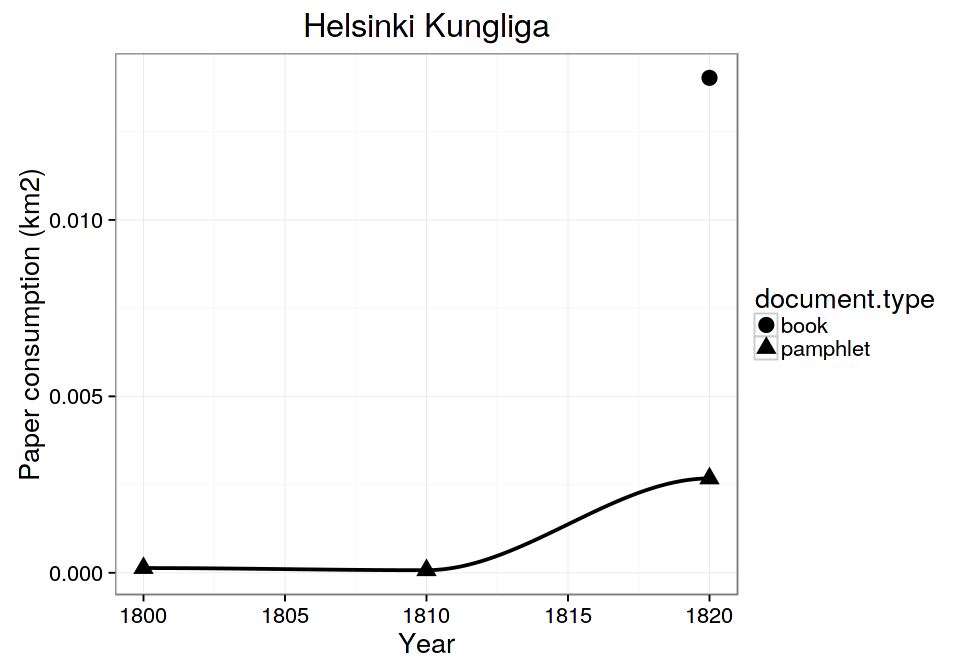 Helsinki Kungliga
Paper consumption (km2)
0.010
0.005
0.000
1800 1805 1810 1815 1820
Year
document.type
book
pamphlet